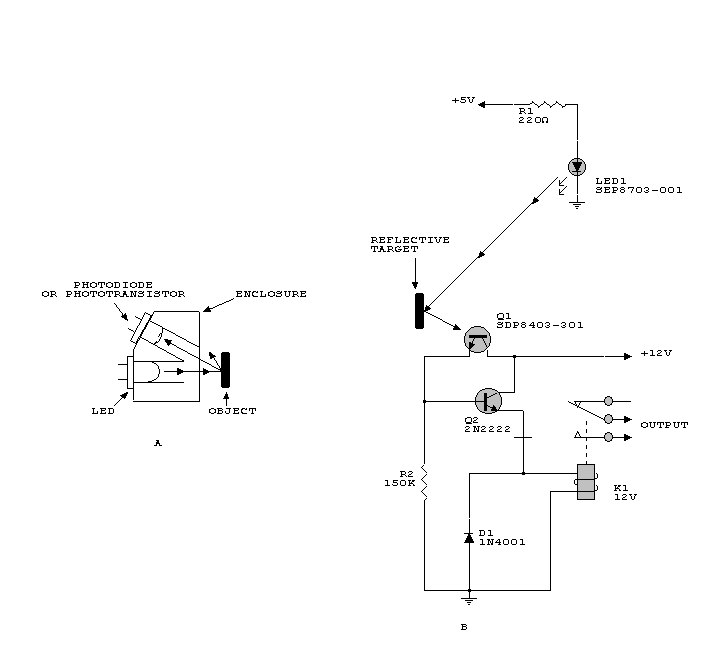 +5V
R1
220Ω
LED1
SEP8703-001
REFLECTIVE
TARGET
PHOTODIODE
OR PHOTOTRANSISTOR
ENCLOSURE
Q1
SDP8403-301
+12V
LED
OBJECT
A
Q2
2N2222
OUTPUT
R2
150K
K1
12V
D1
1N4001
B